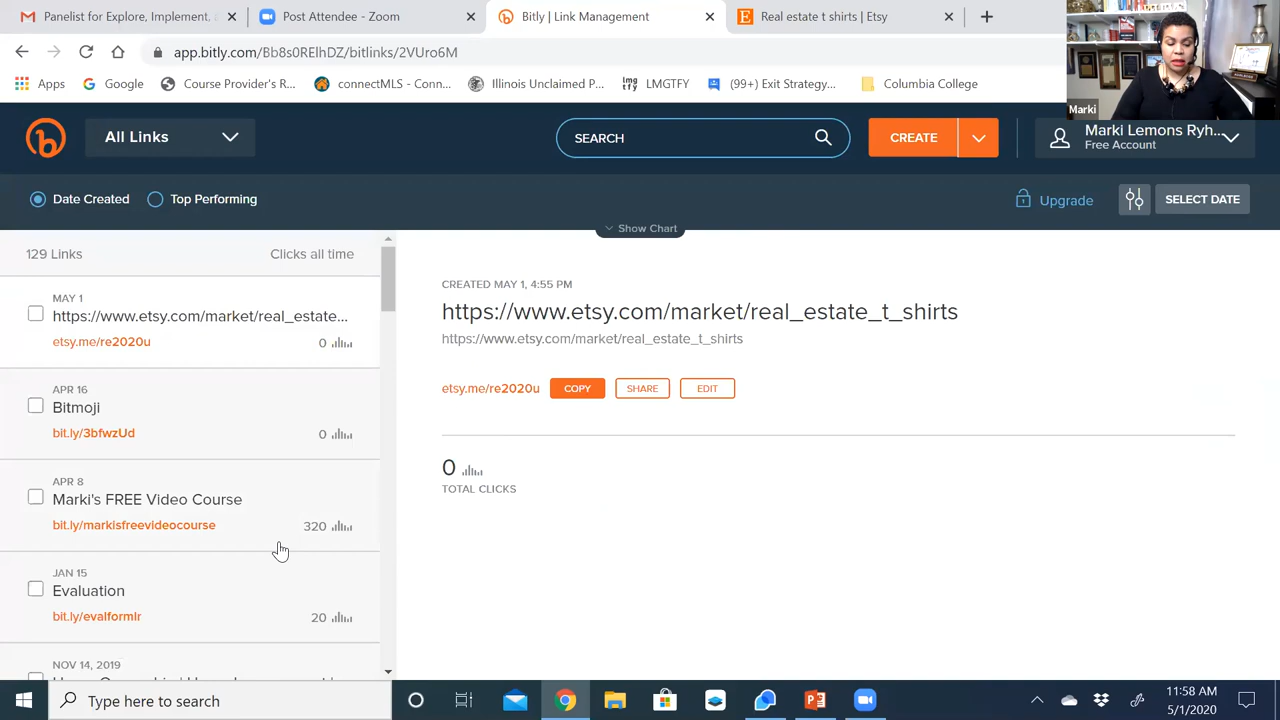 Panelist for Explore, Implement,
Post Attendee - Zoom
Bitly | Link Management
Real estate t shirts | Etsy
app.bitly.com/Bb8s0RElhDZ/bitlinks/2VUro6M
Apps
Google
Course Provider's R...
connectMLS - Conn...
Illinois Unclaimed P...
LMGTFY
(99+) Exit Strategy...
Columbia College
Marki
All Links
SEARCH
CREATE
Marki Lemons Ryh...
Free Account
Date Created
Top Performing
Upgrade
SELECT DATE
Show Chart
129 Links
Clicks all time
MAY 1
https://www.etsy.com/market/real_estate...
etsy.me/re2020u
0
APR 16
Bitmoji
bit.ly/3bfwzUd
0
APR 8
Marki's FREE Video Course
bit.ly/markisfreevideocourse
320
JAN 15
Evaluation
bit.ly/evalformlr
20
NOV 14, 2019
CREATED MAY 1, 4:55 PM
https://www.etsy.com/market/real_estate_t_shirts
https://www.etsy.com/market/real_estate_t_shirts
etsy.me/re2020u
COPY
SHARE
EDIT
0
TOTAL CLICKS
Type here to search
11:58 AM
5/1/2020